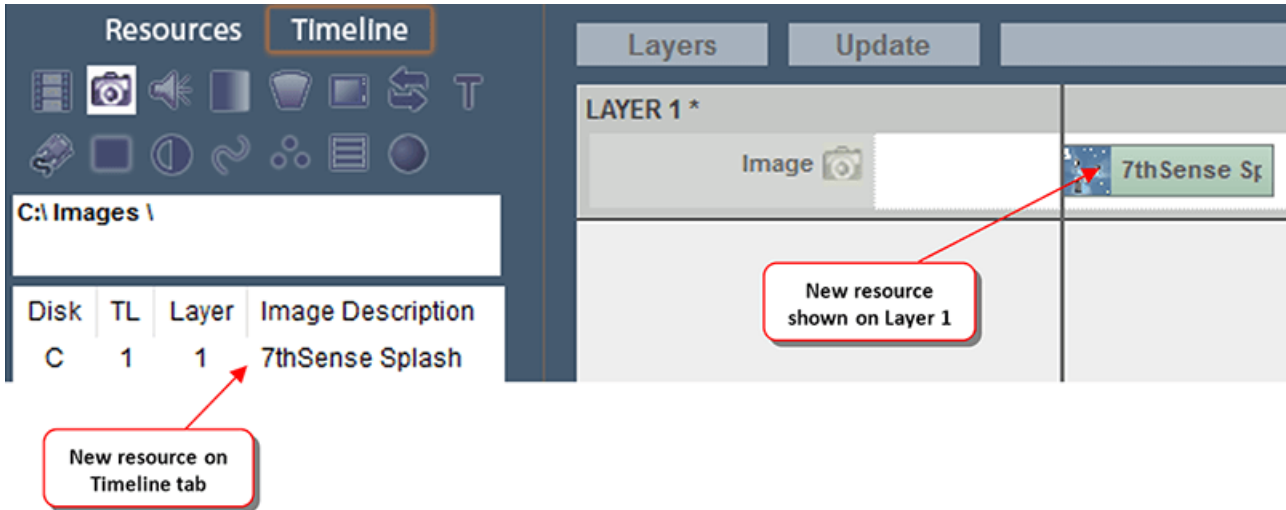 Resources Timeline
Layers Update
LAYER 1 *
Image
7thSense Sp
C:\ Images \
Disk TL Layer Image Description
C 1 1 7thSense Splash
New resource
shown on Layer 1
New resource on
Timeline tab